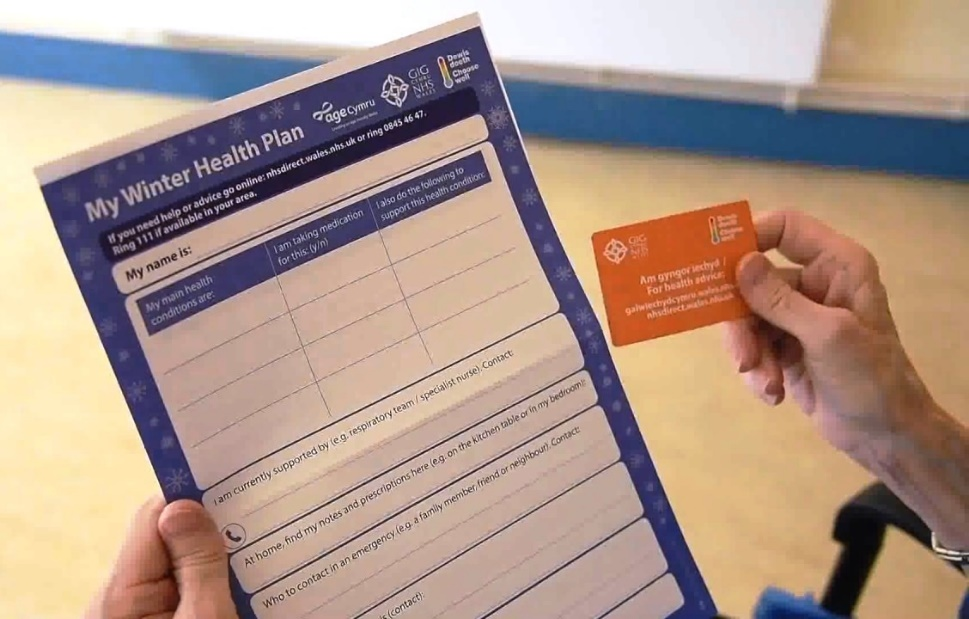 My Winter Health Plan
age Cymru
GIG
CYMRU
NHS
WALES
Dewis
doeth
Choose
well
If you need help or advice go online: nhsdirect.wales.nhs.uk or ring 0845 46 47.
Ring 111 if available in your area.
My name is:
My main health
conditions are:
I am taking medication
for this: (y/n)
I also do the following to
support this health condition:
I am currently supported by (e.g. respiratory team / specialist nurse). Contact:
At home, find my notes and prescriptions here (e.g. on the kitchen table or in my bedroom):
Who to contact in an emergency (e.g. a family member, friend or neighbour). Contact:
is (contact):
GIG
NHS
Dewis
doeth
Choose
well
Am gyngor iechyd /
For health advice:
galwiechydcymru.wales.nhs
nhsdirect.wales.nhs.uk